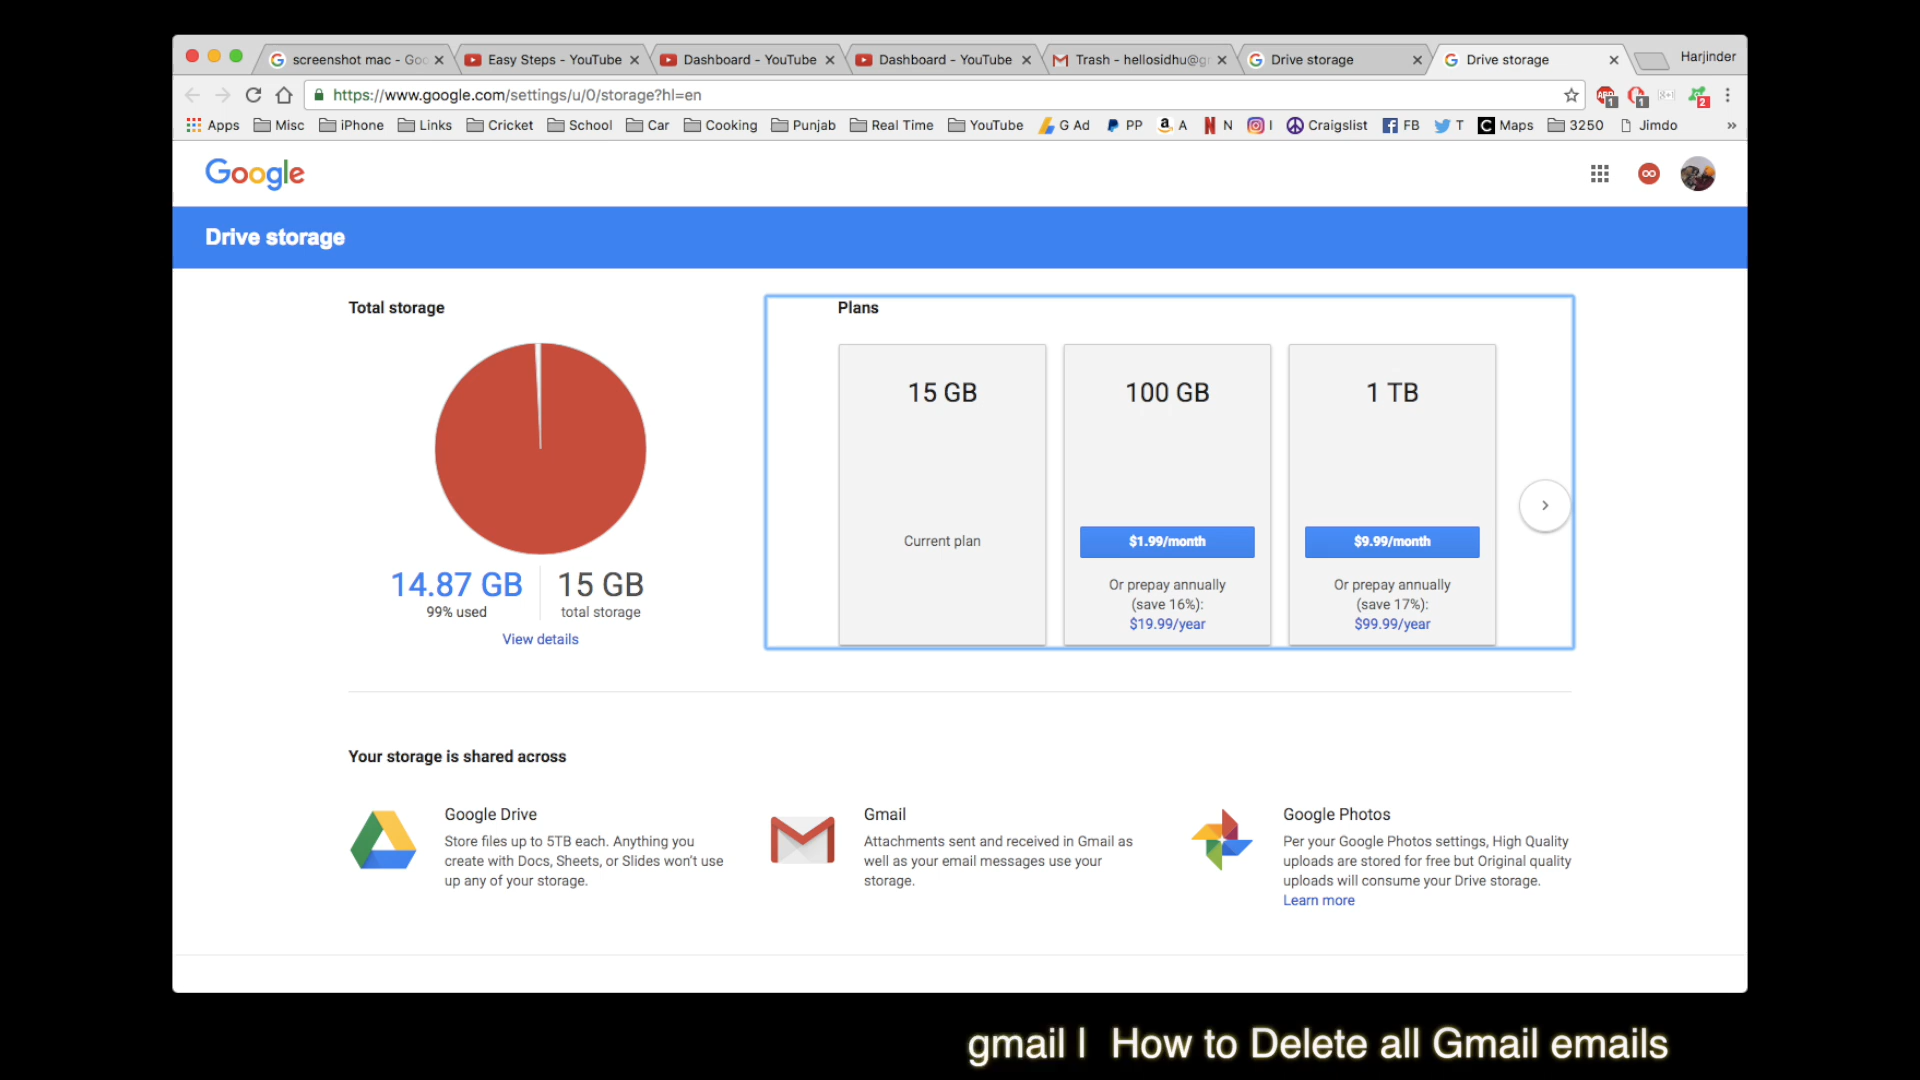 screenshot mac - Goo
Easy Steps - YouTube
Dashboard - YouTube
Dashboard - YouTube
Trash - hellosidhu@g
Drive storage
Drive storage
Harjinder
https://www.google.com/settings/u/0/storage?hl=en
ABP 1
1
2
Apps Misc iPhone Links Cricket School Car Cooking Punjab Real Time YouTube G Ad PP A N I Craigslist FB T Maps 3250 Jimdo »
Google
Drive storage
Total storage
Plans
15 GB
100 GB
1 TB
Current plan
$1.99/month
$9.99/month
Or prepay annually
(save 16%):
$19.99/year
Or prepay annually
(save 17%):
$99.99/year
14.87 GB
99% used
15 GB
total storage
View details
Your storage is shared across
Google Drive
Store files up to 5TB each. Anything you
create with Docs, Sheets, or Slides won't use
up any of your storage.
Gmail
Attachments sent and received in Gmail as
well as your email messages use your
storage.
Google Photos
Per your Google Photos settings, High Quality
uploads are stored for free but Original quality
uploads will consume your Drive storage.
Learn more
gmail l How to Delete all Gmail emails